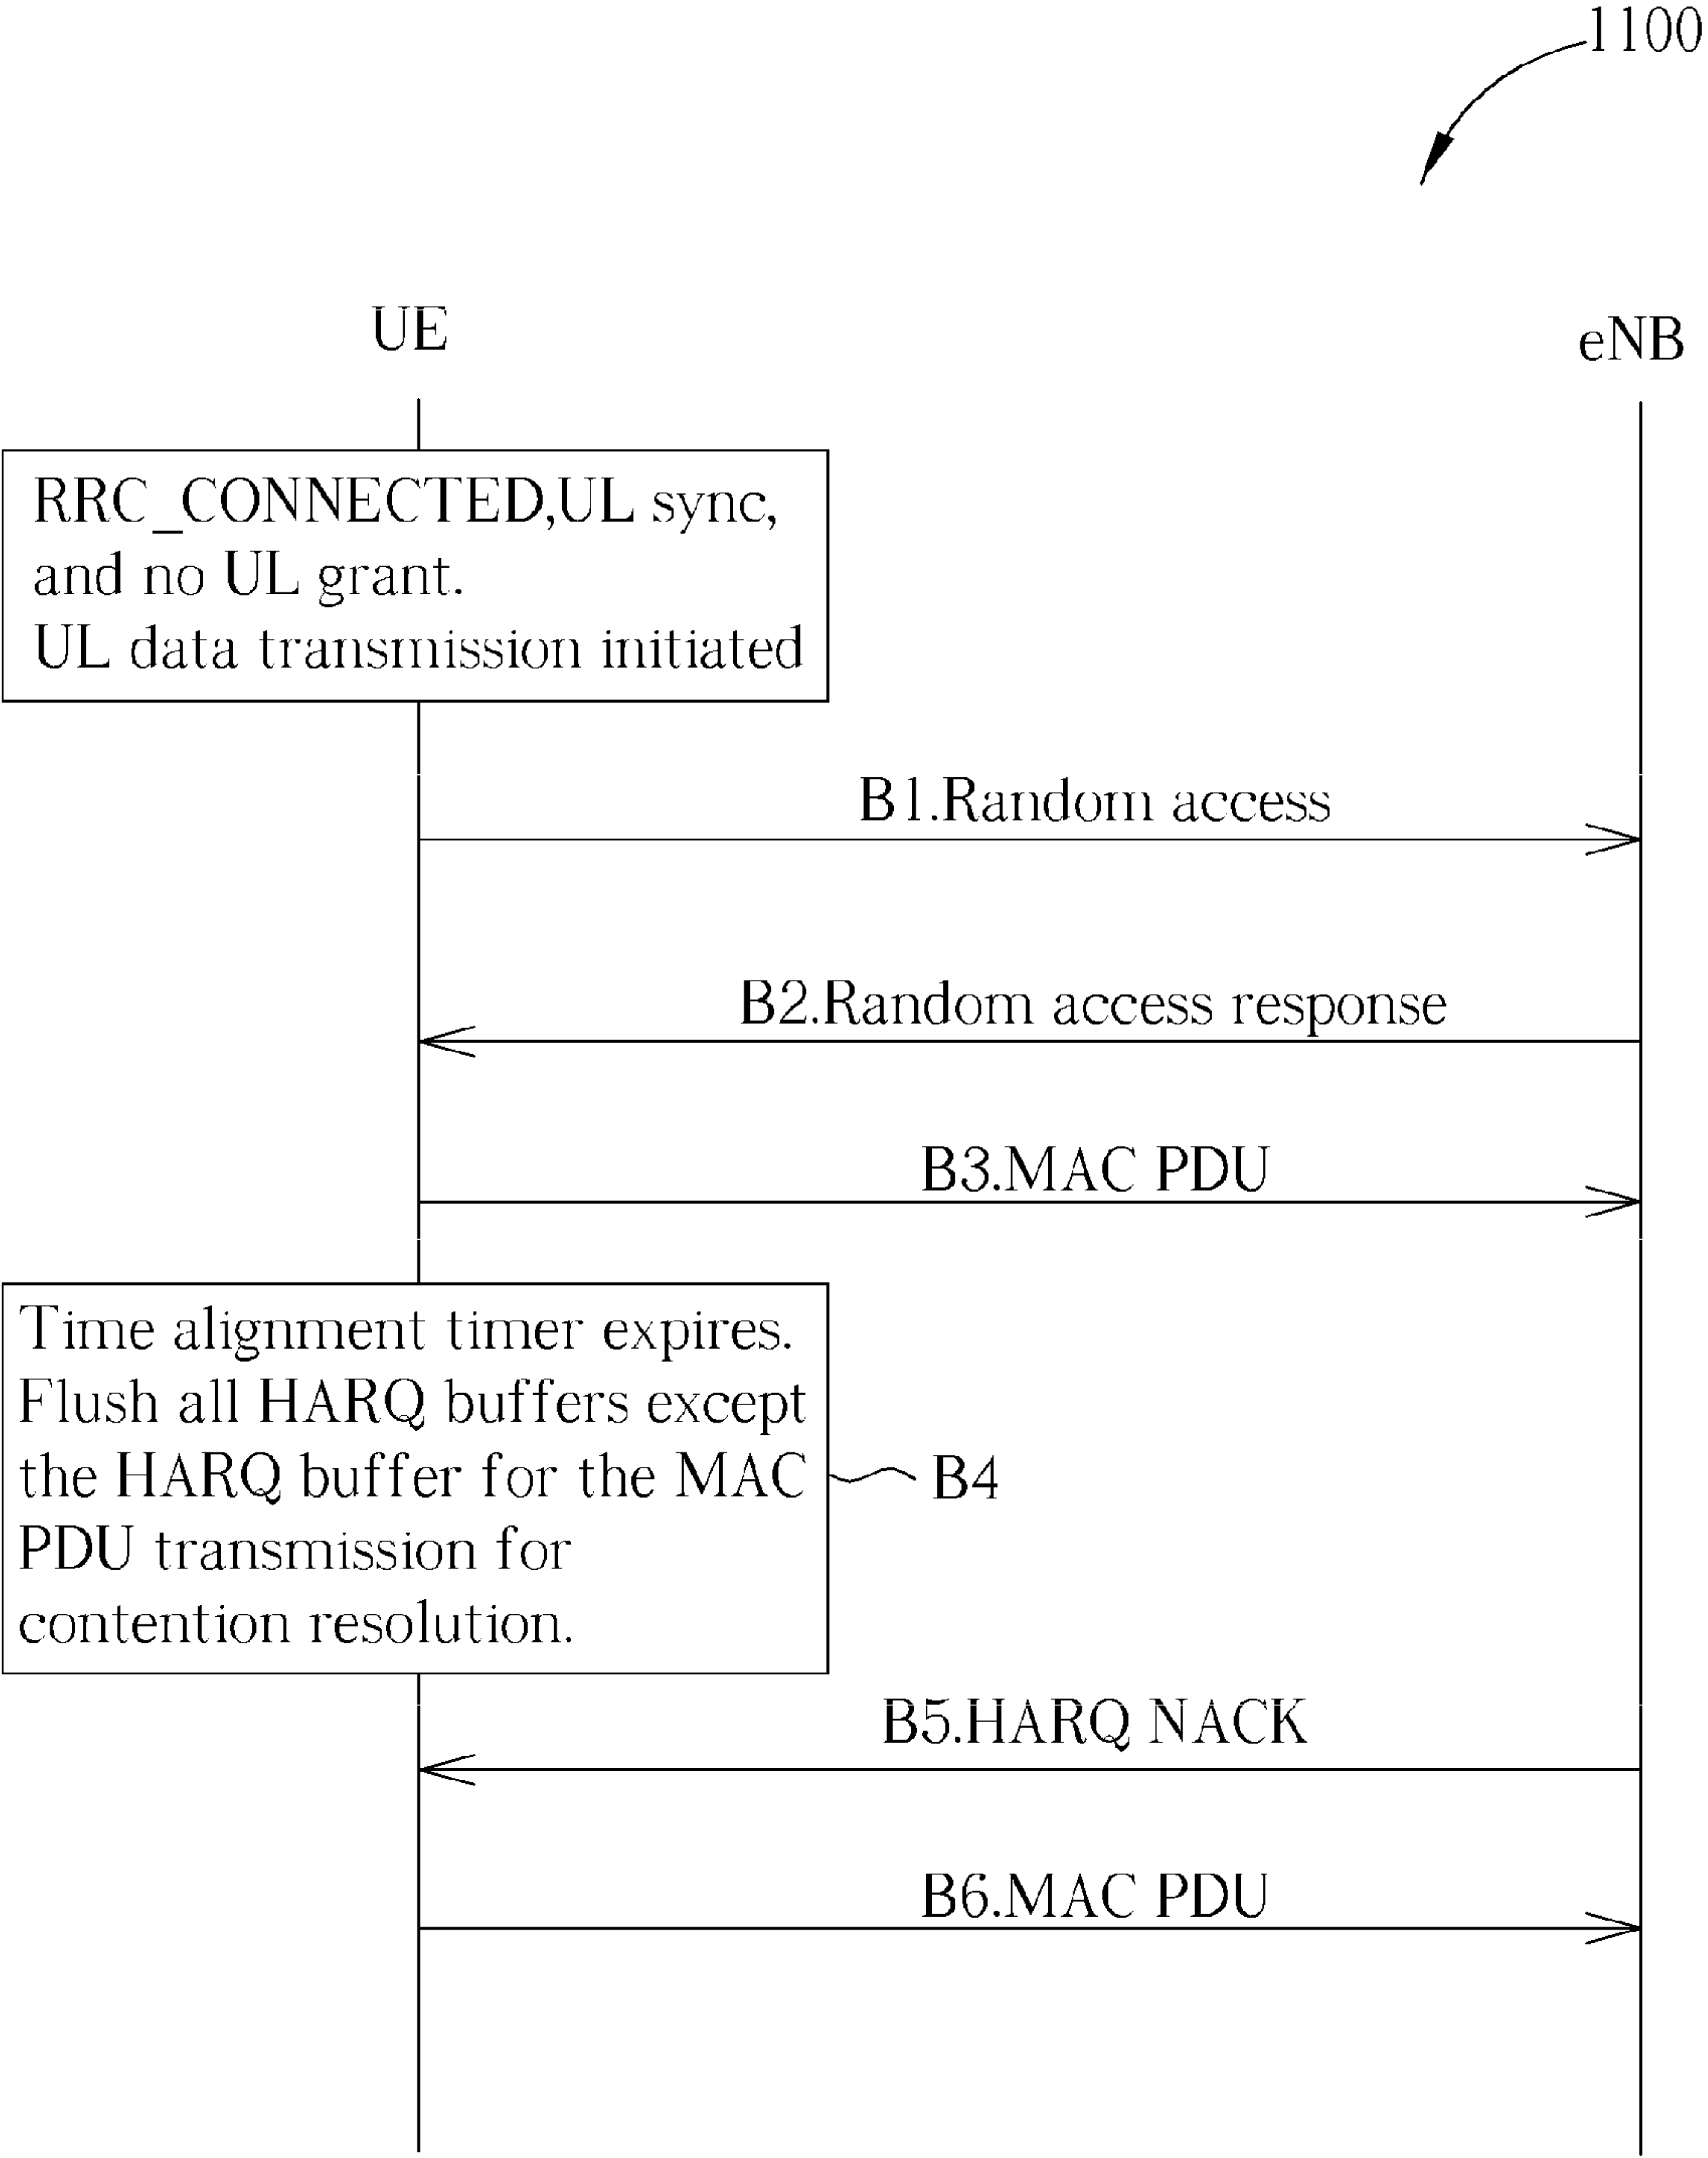 1100
UE
eNB
RRC_CONNECTED,UL sync,
and no UL grant.
UL data transmission initiated
B1.Random access
B2.Random access response
B3.MAC PDU
Time alignment timer expires.
Flush all HARQ buffers except
the HARQ buffer for the MAC
PDU transmission for
contention resolution.
B4
B5.HARQ NACK
B6.MAC PDU